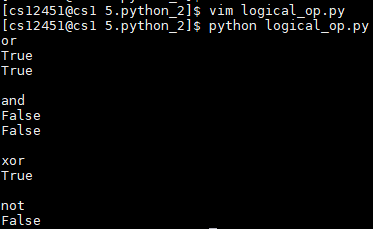 [cs12451@cs1 5.python_2]$ vim logical_op.py
[cs12451@cs1 5.python_2]$ python logical_op.py
or
True
True

and
False
False

xor
True

not
False